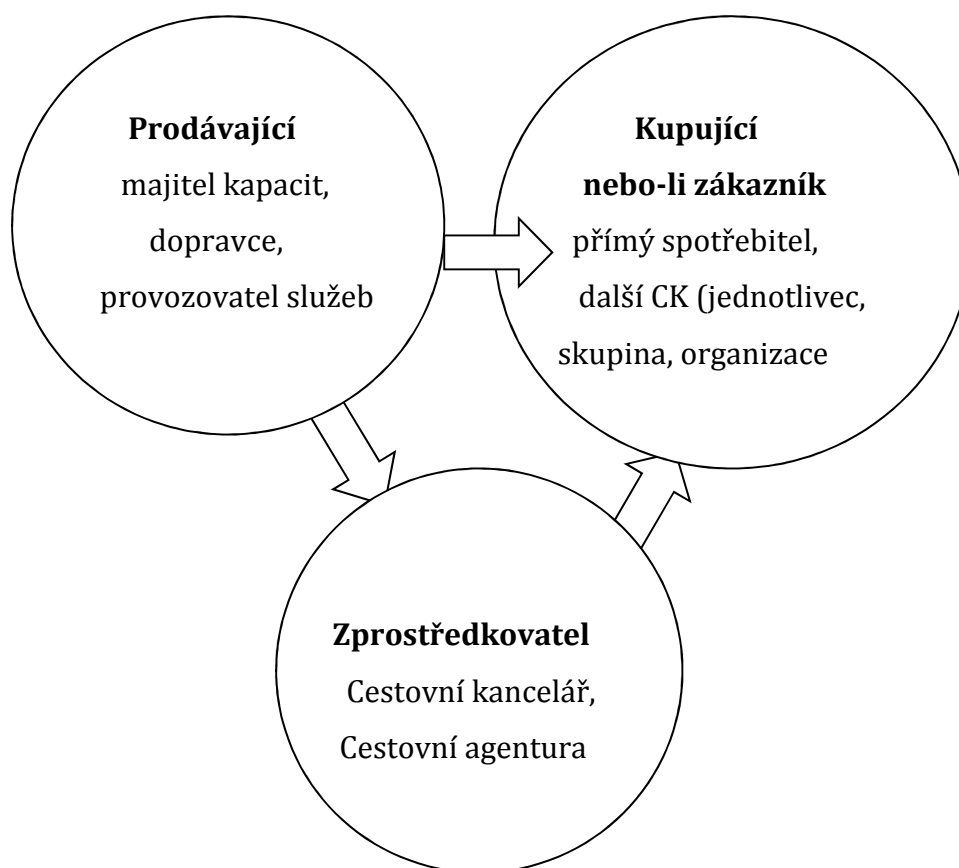 Prodávající
majitel kapacit,
dopravce,
provozovatel služeb
Kupující
nebo-li zákazník
přímý spotřebitel,
další CK (jednotlivec,
skupina, organizace
Zprostředkovatel
Cestovní kancelář,
Cestovní agentura